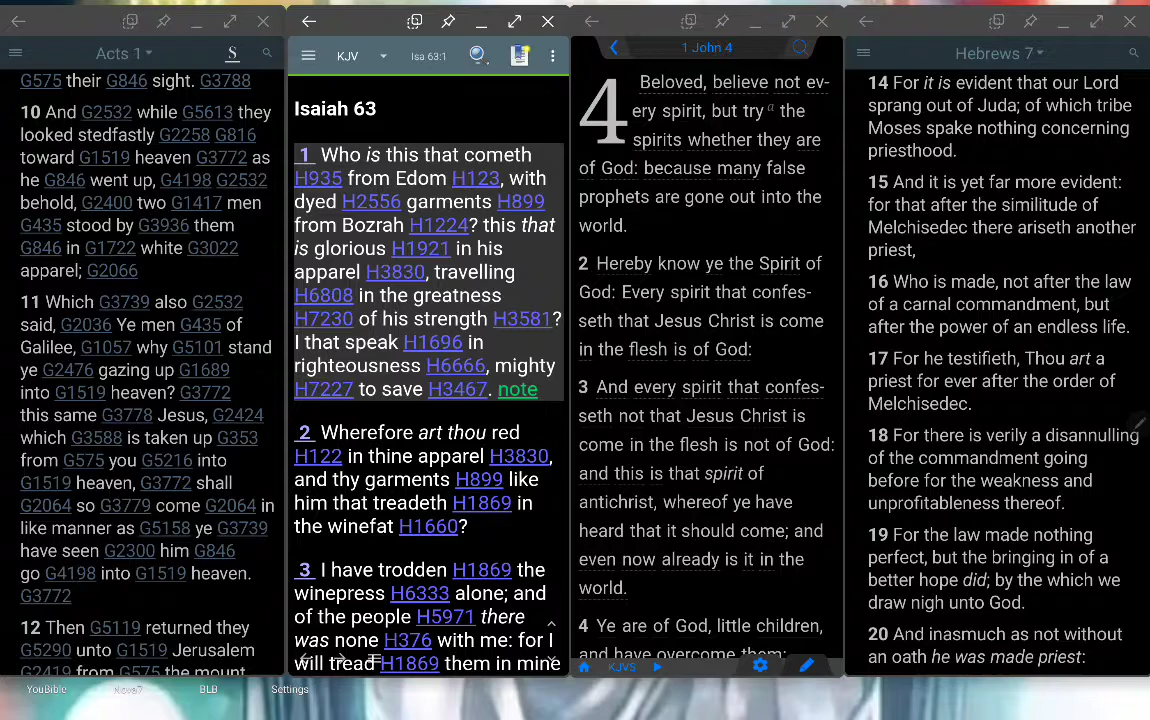 Acts 1
G575 their G846 sight. G3788
10 And G2532 while G5613 they
looked stedfastly G2258 G816
toward G1519 heaven G3772 as
he G846 went up, G4198 G2532
behold, G2400 two G1417 men
G435 stood by G3936 them
G846 in G1722 white G3022
apparel; G2066
11 Which G3739 also G2532
said, G2036 Ye men G435 of
Galilee, G1057 why G5101 stand
ye G2476 gazing up G1689
into G1519 heaven? G3772
this same G3778 Jesus, G2424
which G3588 is taken up G353
from G575 you G5216 into
G1519 heaven, G3772 shall
G2064 so G3779 come G2064 in
like manner as G5158 ye G3739
have seen G2300 him G846
go G4198 into G1519 heaven.
G3772
12 Then G5119 returned they
G5290 unto G1519 Jerusalem
G2419 from G575 the mount
KJV
Isa 63:1
Isaiah 63
1 Who is this that cometh
H935 from Edom H123, with
dyed H2556 garments H899
from Bozrah H1224? this that
is glorious H1921 in his
apparel H3830, travelling
H6808 in the greatness
H7230 of his strength H3581?
I that speak H1696 in
righteousness H6666, mighty
H7227 to save H3467. note
2 Wherefore art thou red
H122 in thine apparel H3830,
and thy garments H899 like
him that treadeth H1869 in
the winefat H1660?
3 I have trodden H1869 the
winepress H6333 alone; and
of the people H5971 there
was none H376 with me: for I
will tread H1869 them in mine
1 John 4
4 Beloved, believe not ev-
ery spirit, but try a the
spirits whether they are
of God: because many false
prophets are gone out into the
world.
2 Hereby know ye the Spirit of
God: Every spirit that confes-
seth that Jesus Christ is come
in the flesh is of God:
3 And every spirit that confes-
seth not that Jesus Christ is
come in the flesh is not of God:
and this is that spirit of
antichrist, whereof ye have
heard that it should come; and
even now already is it in the
world.
4 Ye are of God, little children,
and have overcome them:
KJVS
Hebrews 7
14 For it is evident that our Lord
sprang out of Juda; of which tribe
Moses spake nothing concerning
priesthood.
15 And it is yet far more evident:
for that after the similitude of
Melchisedec there ariseth another
priest,
16 Who is made, not after the law
of a carnal commandment, but
after the power of an endless life.
17 For he testifieth, Thou art a
priest for ever after the order of
Melchisedec.
18 For there is verily a disannulling
of the commandment going
before for the weakness and
unprofitableness thereof.
19 For the law made nothing
perfect, but the bringing in of a
better hope did; by the which we
draw nigh unto God.
20 And inasmuch as not without
an oath he was made priest:
YouBible
BLB
Settings